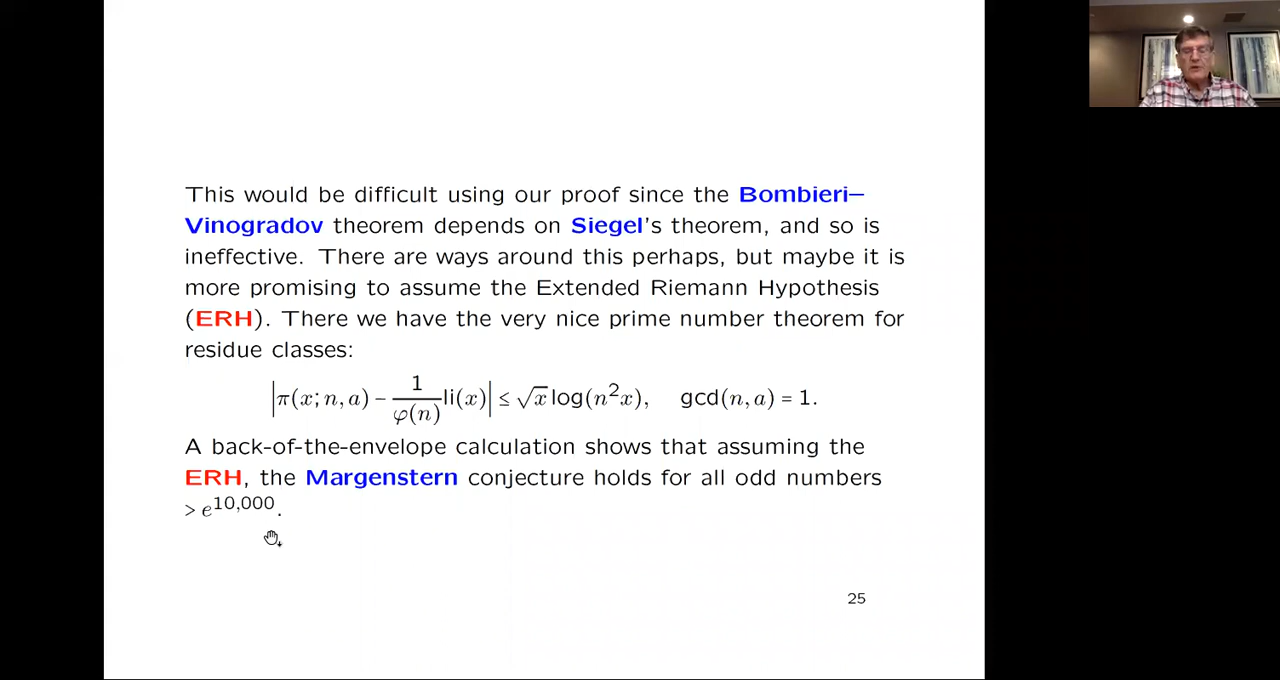 This would be difficult using our proof since the Bombieri–
Vinogradov theorem depends on Siegel's theorem, and so is
ineffective. There are ways around this perhaps, but maybe it is
more promising to assume the Extended Riemann Hypothesis
(ERH). There we have the very nice prime number theorem for
residue classes:
|π(x; n, a) − 1/φ(n) li(x)| ≤ √x log(n²x),   gcd(n, a) = 1.
A back-of-the-envelope calculation shows that assuming the
ERH, the Margenstern conjecture holds for all odd numbers
> e^{10,000}.
25